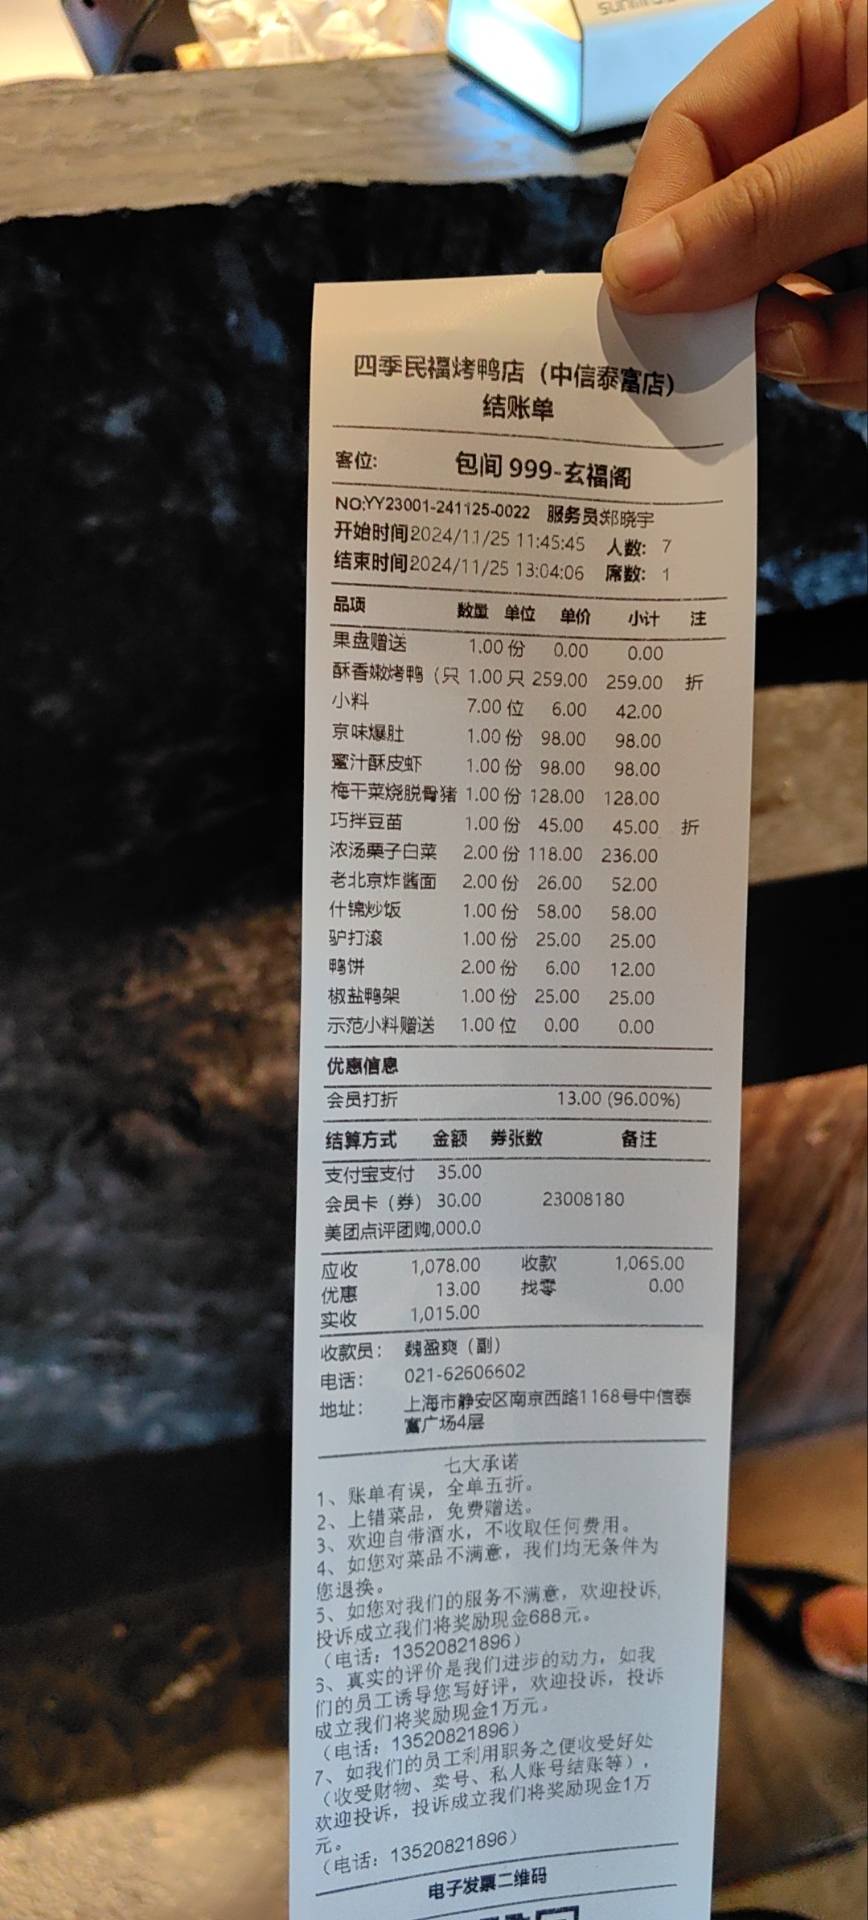 四季民福烤鸭店（中信泰富店）
结账单
客位: 包间 999-玄福阁
NO:YY23001-241125-0022 服务员:郑晓宇
开始时间2024/11/25 11:45:45 人数: 7
结束时间2024/11/25 13:04:06 席数: 1
品项 数量 单位 单价 小计 注
果盘赠送 1.00 份 0.00 0.00
酥香嫩烤鸭（只 1.00 只 259.00 259.00 折
小料 7.00 位 6.00 42.00
京味爆肚 1.00 份 98.00 98.00
蜜汁酥皮虾 1.00 份 98.00 98.00
梅干菜烧脱骨猪 1.00 份 128.00 128.00
巧拌豆苗 1.00 份 45.00 45.00 折
浓汤栗子白菜 2.00 份 118.00 236.00
老北京炸酱面 2.00 份 26.00 52.00
什锦炒饭 1.00 份 58.00 58.00
驴打滚 1.00 份 25.00 25.00
鸭饼 2.00 份 6.00 12.00
椒盐鸭架 1.00 份 25.00 25.00
示范小料赠送 1.00 位 0.00 0.00
优惠信息
会员打折 13.00 (96.00%)
结算方式 金额 券张数 备注
支付宝支付 35.00
会员卡（券） 30.00 23008180
美团点评团购,000.0
应收 1,078.00 收款 1,065.00
优惠 13.00 找零 0.00
实收 1,015.00
收款员: 魏盈爽（副）
电话: 021-62606602
地址: 上海市静安区南京西路1168号中信泰
富广场4层
七大承诺
1、账单有误，全单五折。
2、上错菜品，免费赠送。
3、欢迎自带酒水，不收取任何费用。
4、如您对菜品不满意，我们均无条件为
您退换。
5、如您对我们的服务不满意，欢迎投诉,
投诉成立我们将奖励现金688元。
（电话：13520821896）
6、真实的评价是我们进步的动力，如我
们的员工诱导您写好评，欢迎投诉，投诉
成立我们将奖励现金1万元。
（电话：13520821896）
7、如我们的员工利用职务之便收受好处
（收受财物、卖号、私人账号结账等），
欢迎投诉，投诉成立我们将奖励现金1万
元。
（电话：13520821896）
电子发票二维码